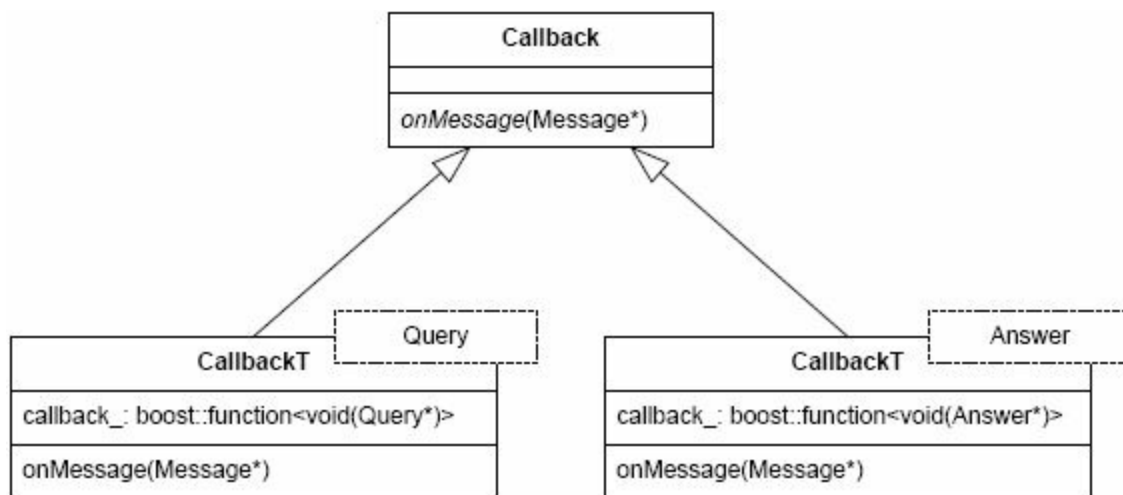 Callback
onMessage(Message*)
Query
CallbackT
callback_: boost::function<void(Query*)>
onMessage(Message*)
Answer
CallbackT
callback_: boost::function<void(Answer*)>
onMessage(Message*)